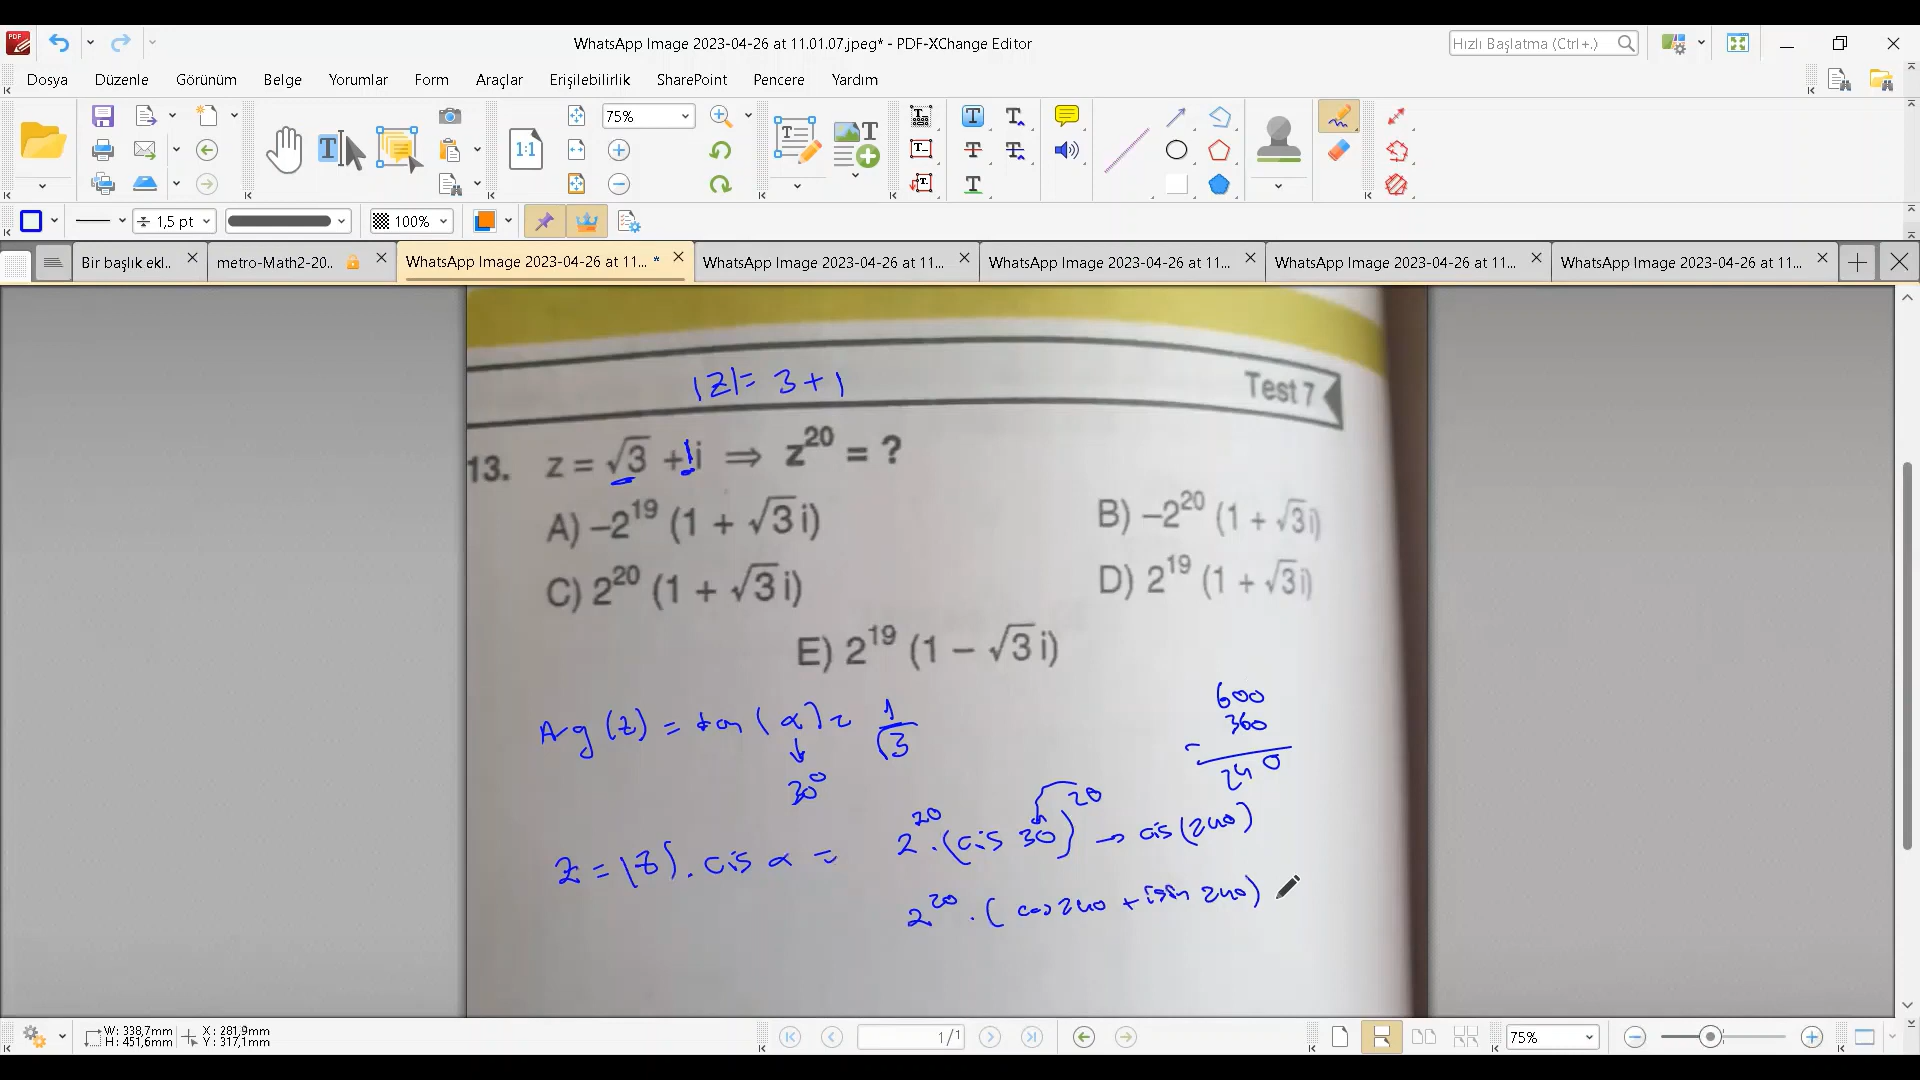 WhatsApp Image 2023-04-26 at 11.01.07.jpeg* - PDF-XChange Editor
Hızlı Başlatma (Ctrl+.)
Dosya Düzenle Görünüm Belge Yorumlar Form Araçlar Erişilebilirlik SharePoint Pencere Yardım
75%
1:1
1,5 pt
100%
Bir başlık ekl..
metro-Math2-20..
WhatsApp Image 2023-04-26 at 11... *
WhatsApp Image 2023-04-26 at 11...
WhatsApp Image 2023-04-26 at 11...
WhatsApp Image 2023-04-26 at 11...
WhatsApp Image 2023-04-26 at 11...
|z|= 3+1
Test 7
13. z = √3 + 1i ⇒ z^20 = ?
A) –2^19 (1 + √3 i)
B) –2^20 (1 + √3 i)
C) 2^20 (1 + √3 i)
D) 2^19 (1 + √3 i)
E) 2^19 (1 – √3 i)
Arg(z) = tan(α) = 1/√3
30°
600
- 360
240
z = |z|. cis α = 2^20 . (cis 30)^20 → cis(240)
2^20 . (cos240 + isin 240)
W: 338,7mm
H: 451,6mm
X: 281,9mm
Y: 317,1mm
1/1
75%